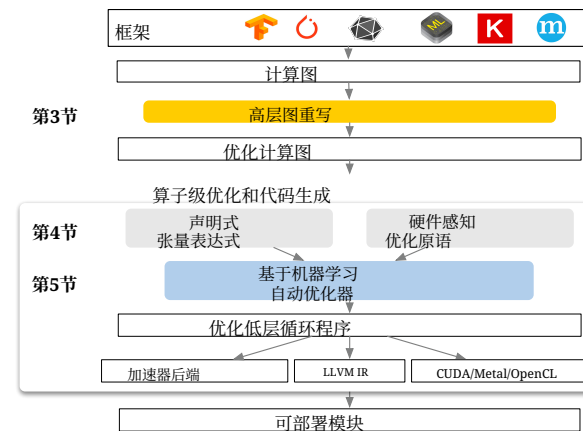 框架
ML
K
m
计算图
第3节
高层图重写
优化计算图
算子级优化和代码生成
第4节
声明式
张量表达式
硬件感知
优化原语
第5节
基于机器学习
自动优化器
优化低层循环程序
加速器后端
LLVM IR
CUDA/Metal/OpenCL
可部署模块